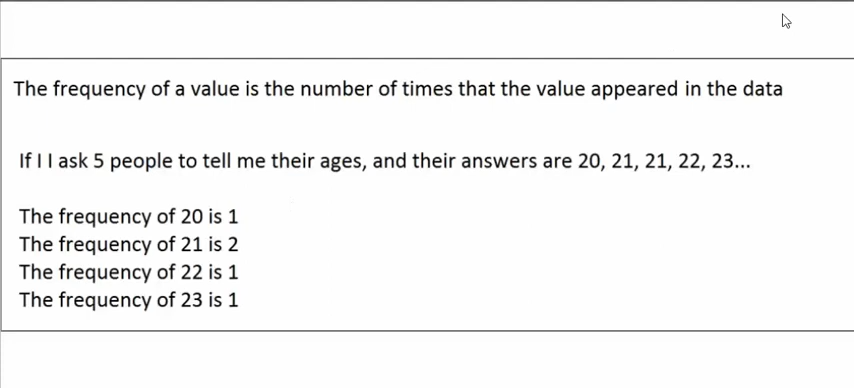 The frequency of a value is the number of times that the value appeared in the data
If I I ask 5 people to tell me their ages, and their answers are 20, 21, 21, 22, 23...
The frequency of 20 is 1
The frequency of 21 is 2
The frequency of 22 is 1
The frequency of 23 is 1